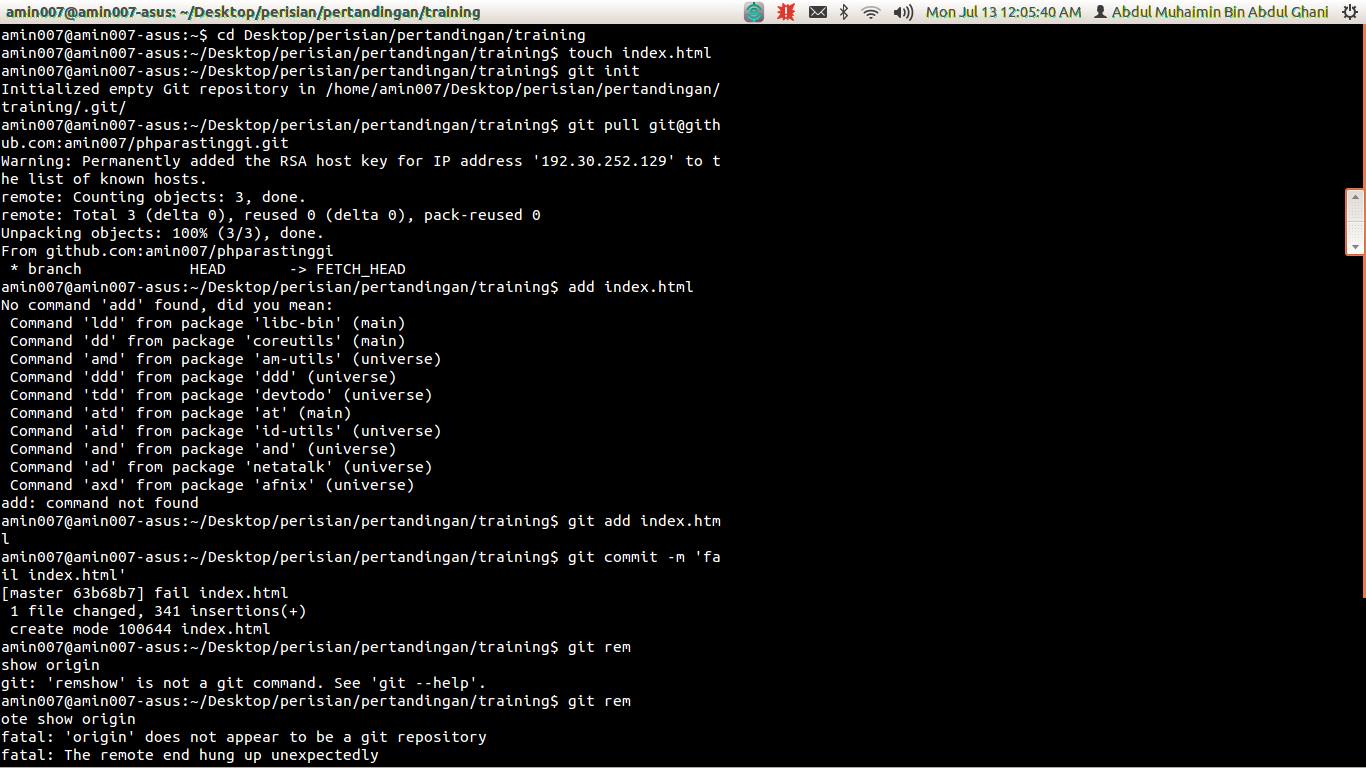 amin007@amin007-asus: ~/Desktop/perisian/pertandingan/training
Mon Jul 13 12:05:40 AM Abdul Muhaimin Bin Abdul Ghani
amin007@amin007-asus:~$ cd Desktop/perisian/pertandingan/training
amin007@amin007-asus:~/Desktop/perisian/pertandingan/training$ touch index.html
amin007@amin007-asus:~/Desktop/perisian/pertandingan/training$ git init
Initialized empty Git repository in /home/amin007/Desktop/perisian/pertandingan/
training/.git/
amin007@amin007-asus:~/Desktop/perisian/pertandingan/training$ git pull git@gith
ub.com:amin007/phparastinggi.git
Warning: Permanently added the RSA host key for IP address '192.30.252.129' to t
he list of known hosts.
remote: Counting objects: 3, done.
remote: Total 3 (delta 0), reused 0 (delta 0), pack-reused 0
Unpacking objects: 100% (3/3), done.
From github.com:amin007/phparastinggi
 * branch            HEAD       -> FETCH_HEAD
amin007@amin007-asus:~/Desktop/perisian/pertandingan/training$ add index.html
No command 'add' found, did you mean:
 Command 'ldd' from package 'libc-bin' (main)
 Command 'dd' from package 'coreutils' (main)
 Command 'amd' from package 'am-utils' (universe)
 Command 'ddd' from package 'ddd' (universe)
 Command 'tdd' from package 'devtodo' (universe)
 Command 'atd' from package 'at' (main)
 Command 'aid' from package 'id-utils' (universe)
 Command 'and' from package 'and' (universe)
 Command 'ad' from package 'netatalk' (universe)
 Command 'axd' from package 'afnix' (universe)
add: command not found
amin007@amin007-asus:~/Desktop/perisian/pertandingan/training$ git add index.htm
l
amin007@amin007-asus:~/Desktop/perisian/pertandingan/training$ git commit -m 'fa
il index.html'
[master 63b68b7] fail index.html
 1 file changed, 341 insertions(+)
 create mode 100644 index.html
amin007@amin007-asus:~/Desktop/perisian/pertandingan/training$ git rem
show origin
git: 'remshow' is not a git command. See 'git --help'.
amin007@amin007-asus:~/Desktop/perisian/pertandingan/training$ git rem
ote show origin
fatal: 'origin' does not appear to be a git repository
fatal: The remote end hung up unexpectedly